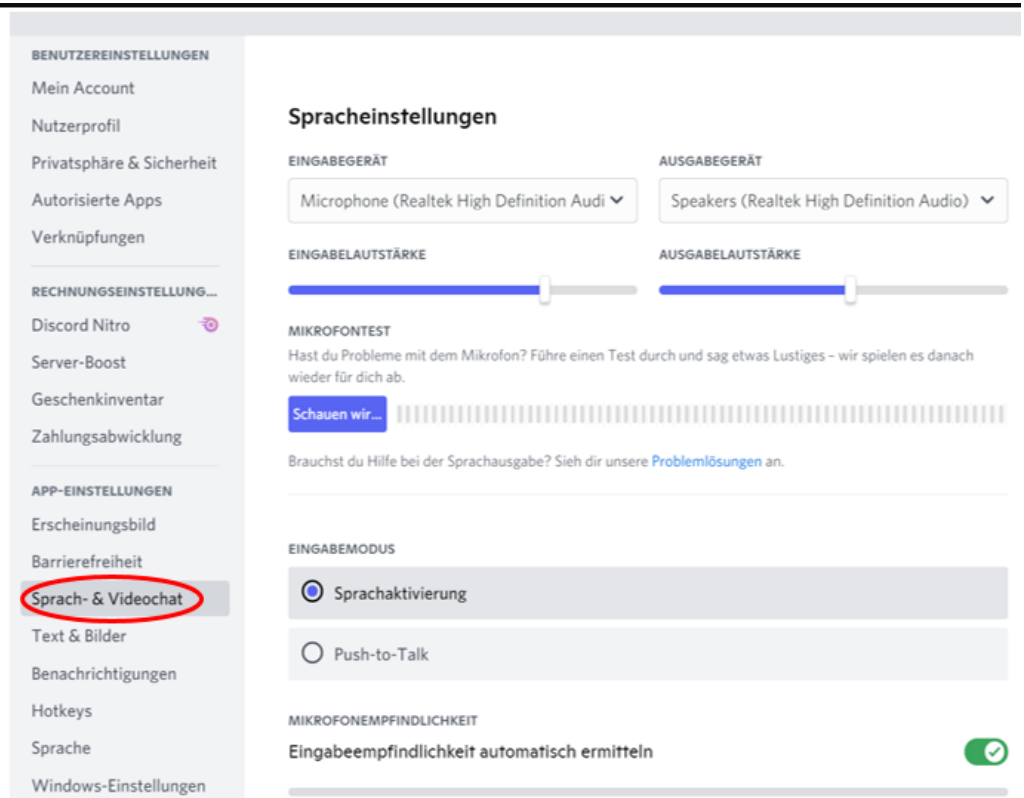 BENUTZEREINSTELLUNGEN
Mein Account
Nutzerprofil
Privatsphäre & Sicherheit
Autorisierte Apps
Verknüpfungen
RECHNUNGSEINSTELLUNG...
Discord Nitro
Server-Boost
Geschenkinventar
Zahlungsabwicklung
APP-EINSTELLUNGEN
Erscheinungsbild
Barrierefreiheit
Sprach- & Videochat
Text & Bilder
Benachrichtigungen
Hotkeys
Sprache
Windows-Einstellungen
Spracheinstellungen
EINGABEGERÄT
Microphone (Realtek High Definition Audi
AUSGABEGERÄT
Speakers (Realtek High Definition Audio)
EINGABELAUTSTÄRKE
AUSGABELAUTSTÄRKE
MIKROFONTEST
Hast du Probleme mit dem Mikrofon? Führe einen Test durch und sag etwas Lustiges – wir spielen es danach
wieder für dich ab.
Schauen wir...
Brauchst du Hilfe bei der Sprachausgabe? Sieh dir unsere Problemlösungen an.
EINGABEMODUS
Sprachaktivierung
Push-to-Talk
MIKROFONEMPFINDLICHKEIT
Eingabeempfindlichkeit automatisch ermitteln